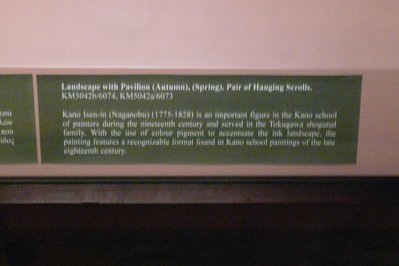 Landscape with Pavilion (Autumn), (Spring). Pair of Hanging Scrolls.
KM5042b/6074, KM5042a/6073
Kano Isen-in (Naganobu) (1775-1828) is an important figure in the Kano school
of painters during the nineteenth century and served in the Tokugawa shogunal
family. With the use of colour pigment to accentuate the ink landscape, the
painting features a recognizable format found in Kano school paintings of the late
eighteenth century.
που